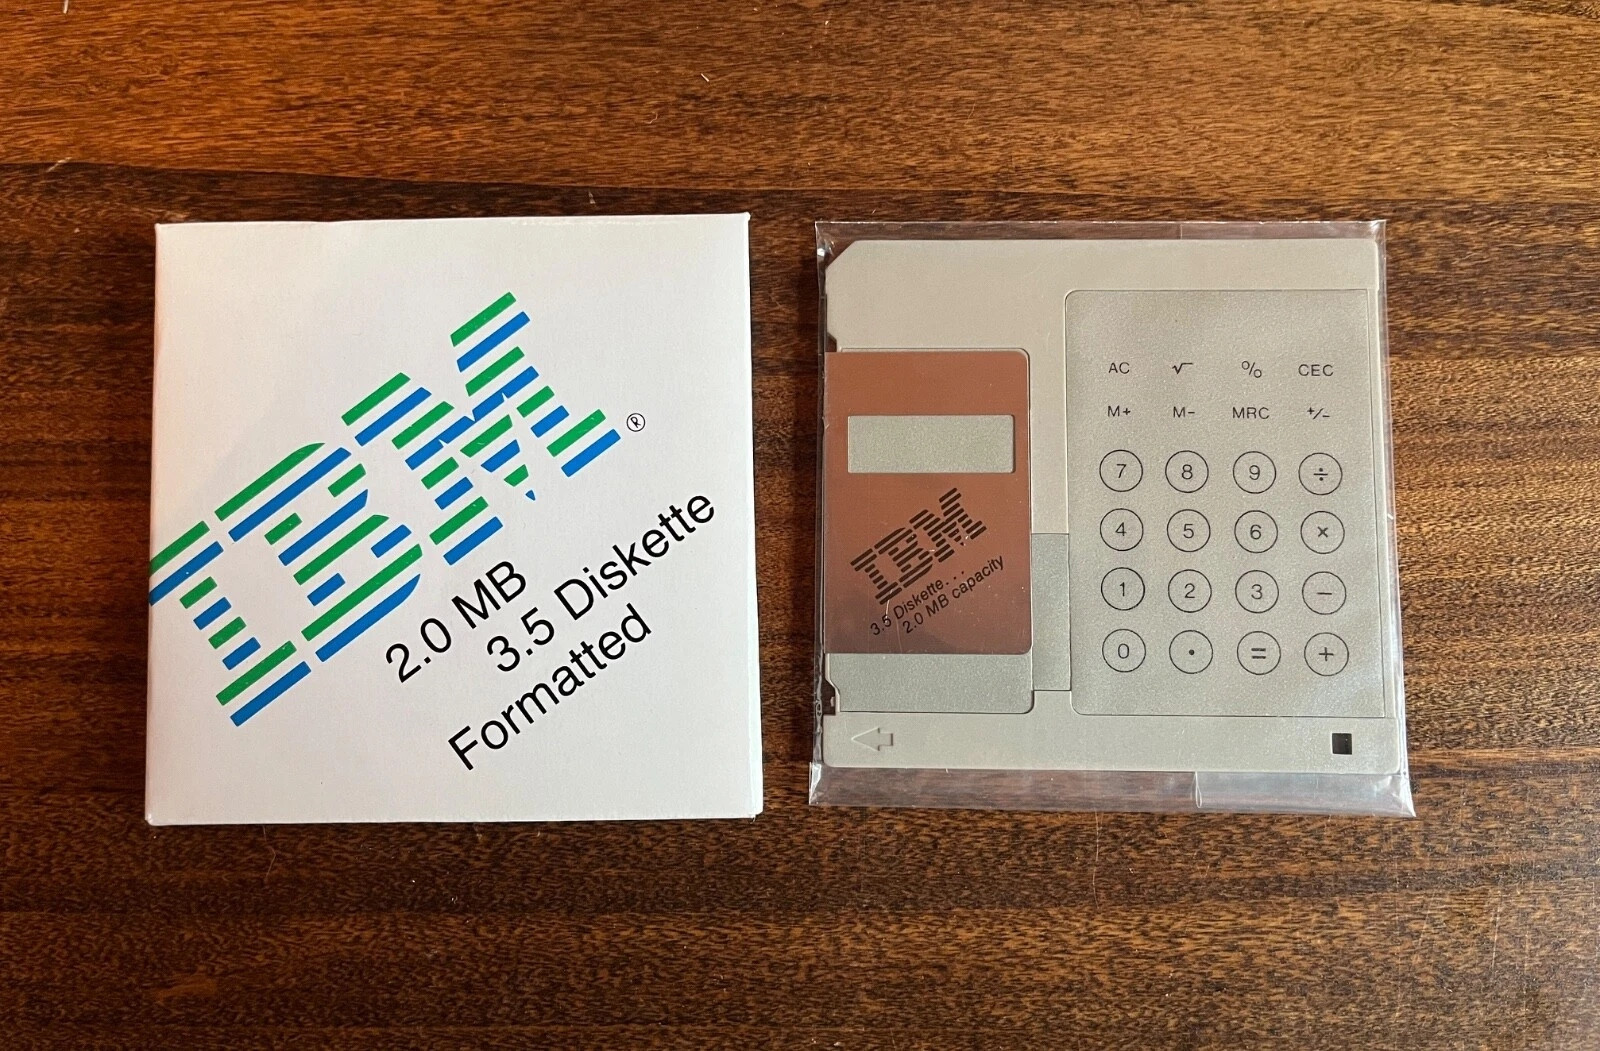 IBM®
2.0 MB
3.5 Diskette
Formatted
IBM
3.5 Diskette...
2.0 MB capacity
AC √ % CEC
M+ M− MRC +/−
7 8 9 ÷
4 5 6 ×
1 2 3 −
0 • = +